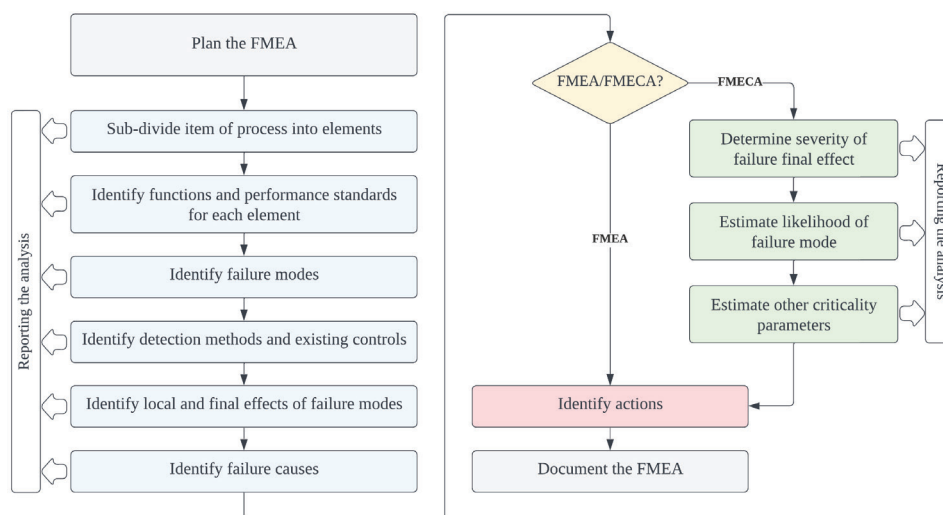 Plan the FMEA
Reporting the analysis
Sub-divide item of process into elements
Identify functions and performance standards
for each element
Identify failure modes
Identify detection methods and existing controls
Identify local and final effects of failure modes
Identify failure causes
FMEA/FMECA?
FMECA
FMEA
Determine severity of
failure final effect
Estimate likelihood of
failure mode
Estimate other criticality
parameters
Reporting the analysis
Identify actions
Document the FMEA